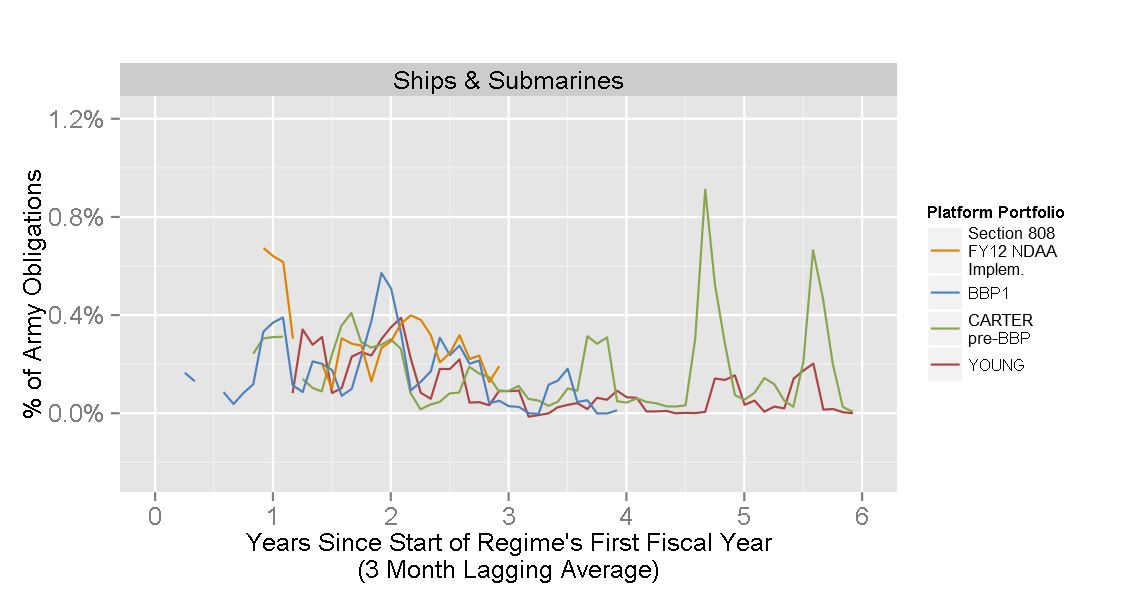 Ships & Submarines
1.2%
0.8%
0.4%
0.0%
% of Army Obligations
0
1
2
3
4
5
6
Years Since Start of Regime's First Fiscal Year
(3 Month Lagging Average)
Platform Portfolio
Section 808
FY12 NDAA
Implem.
BBP1
CARTER
pre-BBP
YOUNG